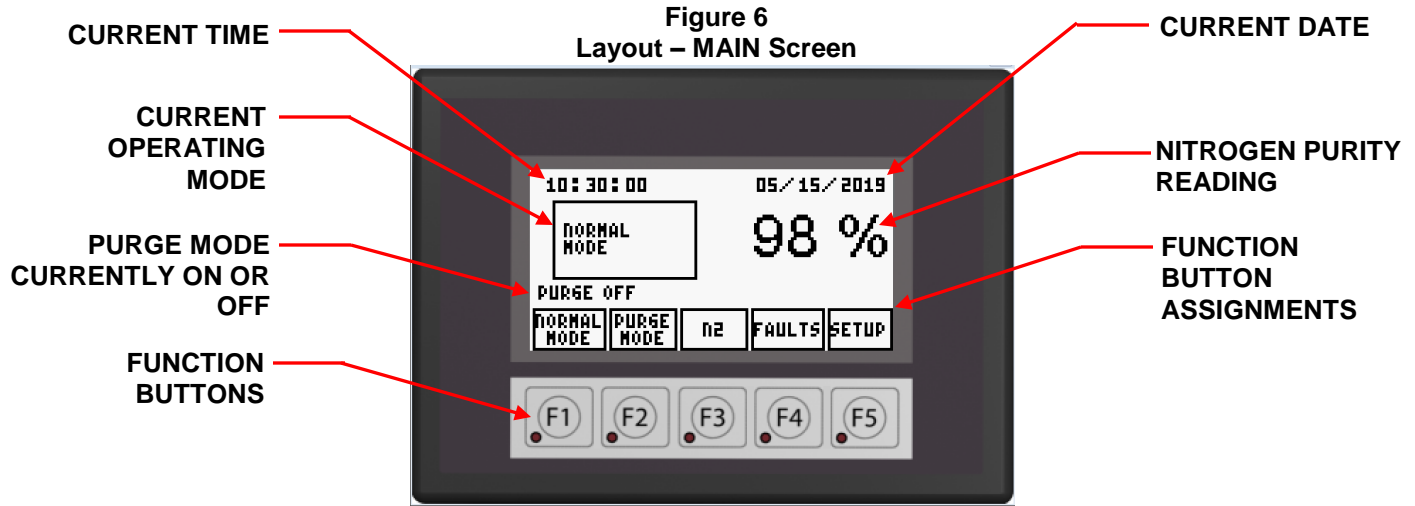 Figure 6
Layout – MAIN Screen
CURRENT TIME
CURRENT
OPERATING
MODE
PURGE MODE
CURRENTLY ON OR
OFF
FUNCTION
BUTTONS
10:30:00
05/15/2019
NORMAL
MODE
98 %
PURGE OFF
NORMAL
MODE
PURGE
MODE
N2
FAULTS
SETUP
F1
F2
F3
F4
F5
CURRENT DATE
NITROGEN PURITY
READING
FUNCTION
BUTTON
ASSIGNMENTS